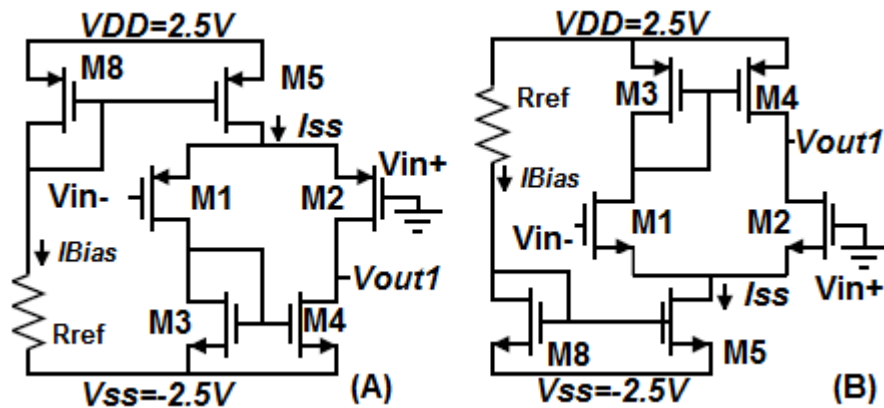 VDD=2.5V
M8
M5
Iss
Vin+
Vin-
M1
M2
IBias
Vout1
Rref
M3
M4
Vss=-2.5V
(A)
VDD=2.5V
Rref
M3
M4
Vout1
IBias
M1
M2
Vin-
Iss
Vin+
M8
M5
Vss=-2.5V
(B)